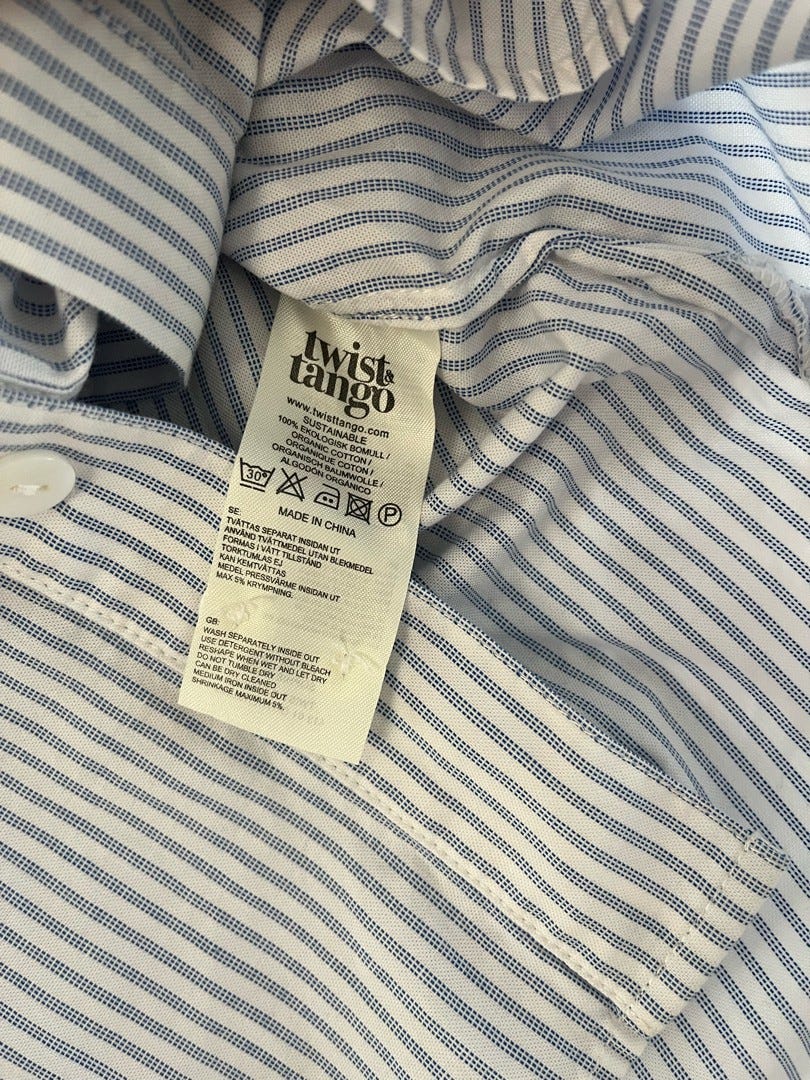 twist &
tango
www.twisttango.com
SUSTAINABLE
100% EKOLOGISK BOMULL /
ORGANIC COTTON /
ORGANIQUE COTON /
ORGANISCH BAUMWOLLE /
ALGODÓN ORGÁNICO
30° P
MADE IN CHINA
SE:
TVÄTTAS SEPARAT INSIDAN UT
ANVÄND TVÄTTMEDEL UTAN BLEKMEDEL
FORMAS I VÅTT TILLSTÅND
TORKTUMLAS EJ
KAN KEMTVÄTTAS
MEDEL PRESSVÄRME INSIDAN UT
MAX 5% KRYMPNING.
GB:
WASH SEPARATELY INSIDE OUT
USE DETERGENT WITHOUT BLEACH
RESHAPE WHEN WET AND LET DRY
DO NOT TUMBLE DRY
CAN BE DRY CLEANED
MEDIUM IRON INSIDE OUT
SHRINKAGE MAXIMUM 5%.